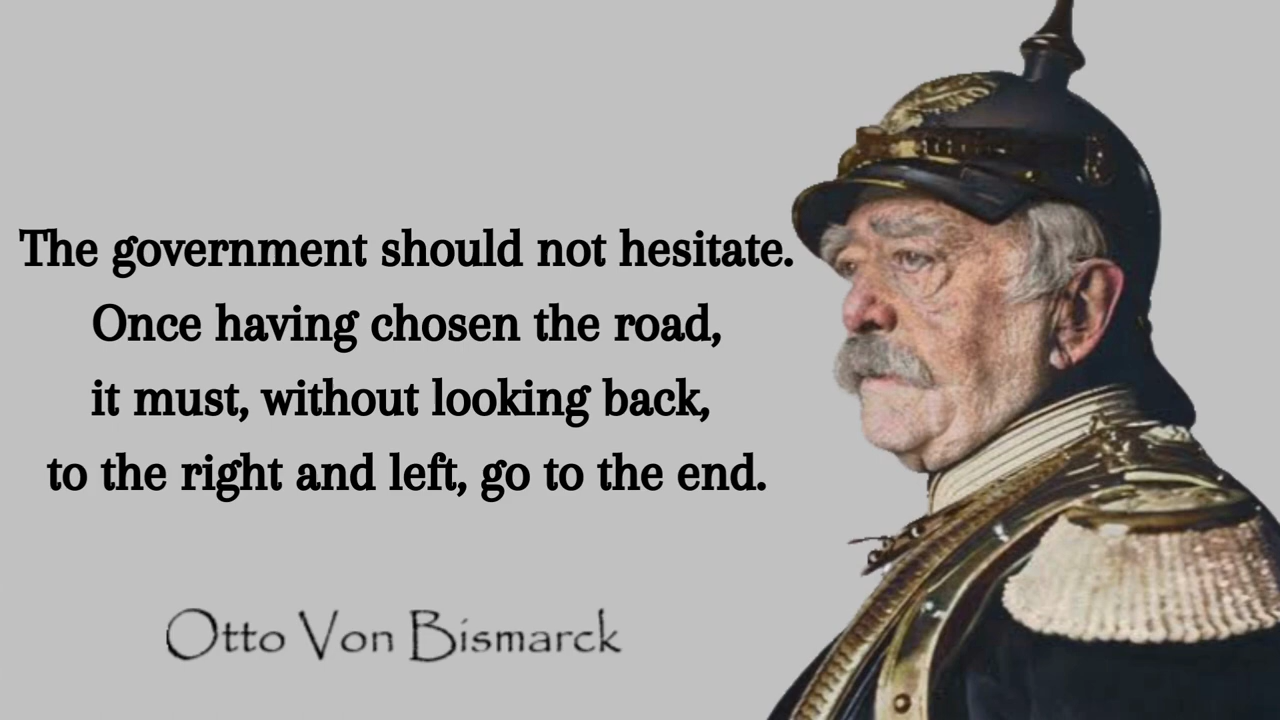 The government should not hesitate.
Once having chosen the road,
it must, without looking back,
to the right and left, go to the end.
Otto Von Bismarck